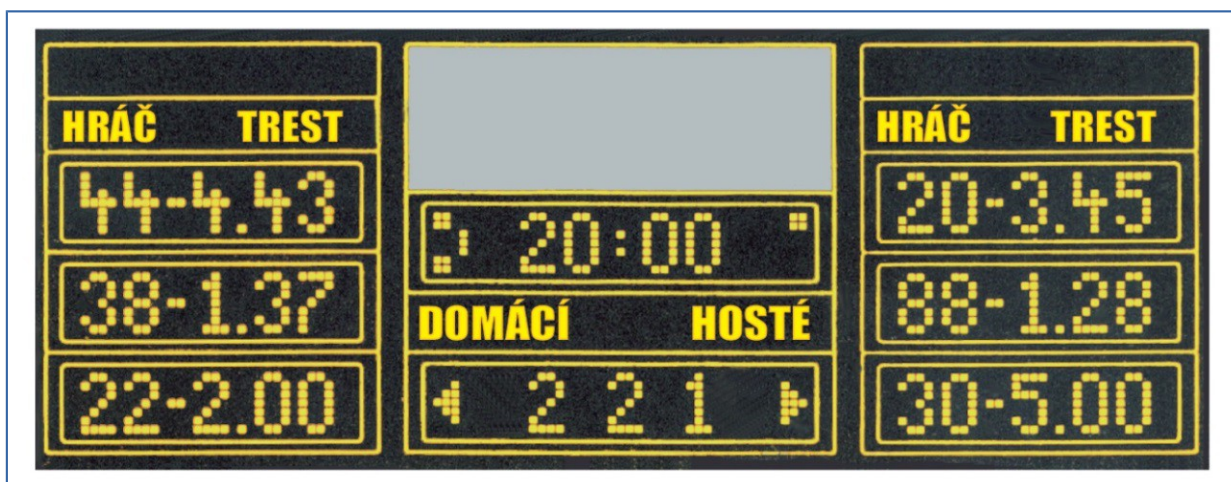 HRÁČ TREST
44-4.43
38-1.37
22-2.00
20:00
DOMÁCÍ HOSTÉ
2 2 1
HRÁČ TREST
20-3.45
88-1.28
30-5.00